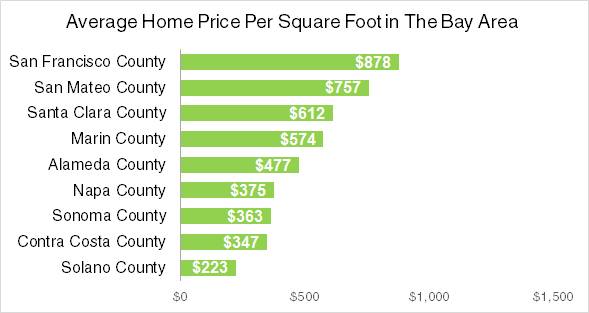 Average Home Price Per Square Foot in The Bay Area
San Francisco County $878
San Mateo County $757
Santa Clara County $612
Marin County $574
Alameda County $477
Napa County $375
Sonoma County $363
Contra Costa County $347
Solano County $223
$0 $500 $1,000 $1,500